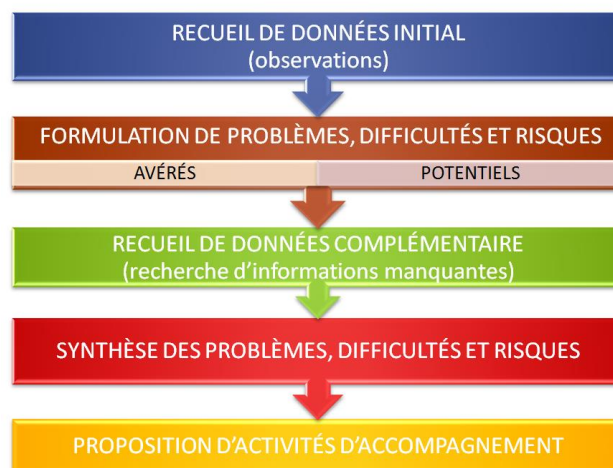 RECUEIL DE DONNÉES INITIAL
(observations)
FORMULATION DE PROBLÈMES, DIFFICULTÉS ET RISQUES
AVÉRÉS POTENTIELS
RECUEIL DE DONNÉES COMPLÉMENTAIRE
(recherche d'informations manquantes)
SYNTHÈSE DES PROBLÈMES, DIFFICULTÉS ET RISQUES
PROPOSITION D'ACTIVITÉS D'ACCOMPAGNEMENT